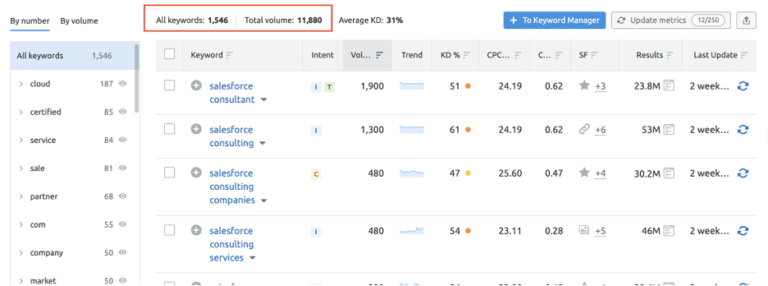 By number By volume All keywords: 1,546 Total volume: 11,880 Average KD: 31% + To Keyword Manager Update metrics 12/250
All keywords 1,546 Keyword Intent Vol... Trend KD % CPC... C... SF Results Last Update
cloud 187
certified 85
service 84
sale 81
partner 68
com 55
company 50
market 50
salesforce consultant I T 1,900 51 24.19 0.62 +3 23.8M 2 week...
salesforce consulting I 1,300 61 24.19 0.62 +6 53M 2 week...
salesforce consulting companies C 480 47 25.60 0.47 +4 30.2M 2 week...
salesforce consulting services I 480 54 23.11 0.28 +5 46M 2 week...